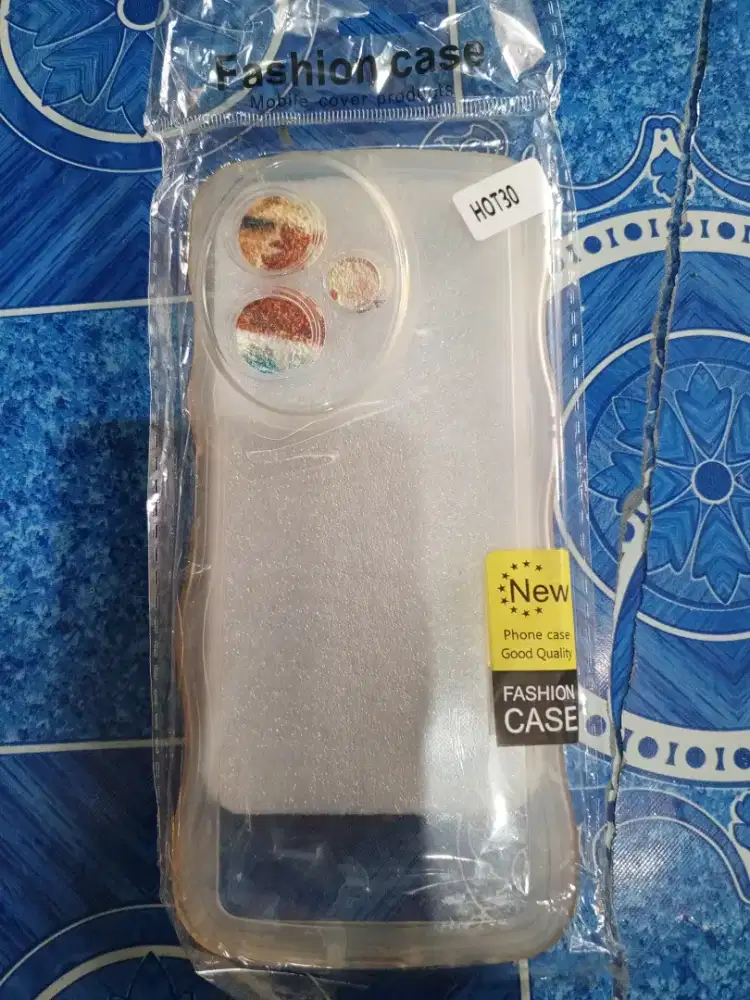 Fashion case
Mobile cover products
HOT30
New
Phone case
Good Quality
FASHION
CASE